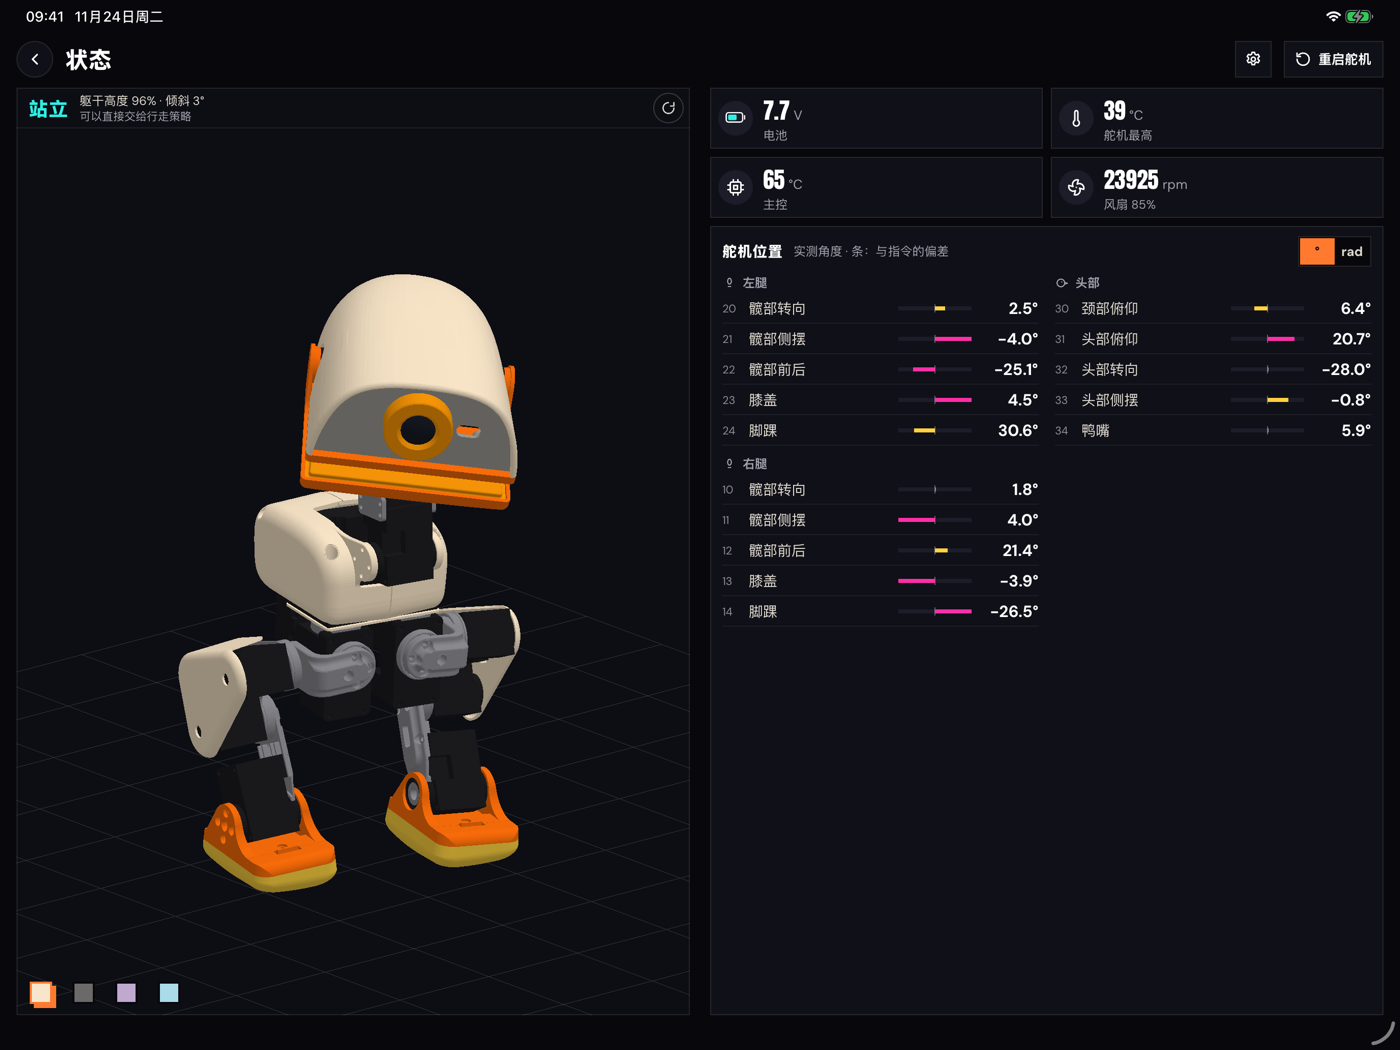 09:41 11月24日周二
状态
重启舵机
站立
躯干高度 96% · 倾斜 3°
可以直接交给行走策略
7.7 V
电池
39 °C
舵机最高
65 °C
主控
23925 rpm
风扇 85%
舵机位置 实测角度 · 条：与指令的偏差
° rad
左腿
20 髋部转向 2.5°
21 髋部侧摆 −4.0°
22 髋部前后 −25.1°
23 膝盖 4.5°
24 脚踝 30.6°
右腿
10 髋部转向 1.8°
11 髋部侧摆 4.0°
12 髋部前后 21.4°
13 膝盖 −3.9°
14 脚踝 −26.5°
头部
30 颈部俯仰 6.4°
31 头部俯仰 20.7°
32 头部转向 −28.0°
33 头部侧摆 −0.8°
34 鸭嘴 5.9°